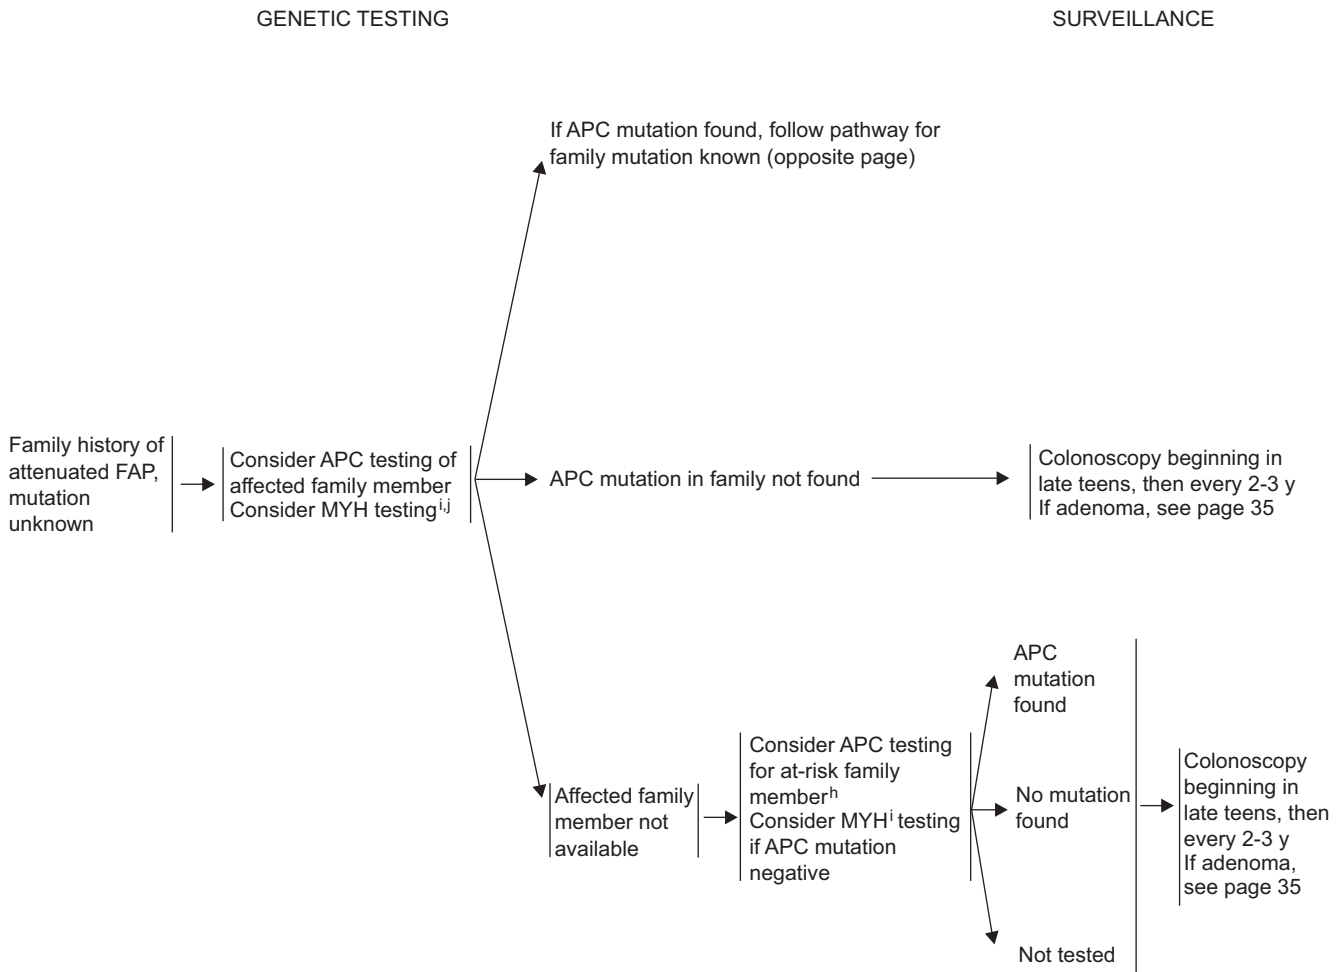 GENETIC TESTING
SURVEILLANCE
If APC mutation found, follow pathway for
family mutation known (opposite page)
Family history of
attenuated FAP,
mutation
unknown
Consider APC testing of
affected family member
Consider MYH testing i,j
APC mutation in family not found
Colonoscopy beginning in
late teens, then every 2-3 y
If adenoma, see page 35
Affected family
member not
available
Consider APC testing
for at-risk family
member h
Consider MYH i testing
if APC mutation
negative
APC
mutation
found
No mutation
found
Not tested
Colonoscopy
beginning in
late teens, then
every 2-3 y
If adenoma,
see page 35